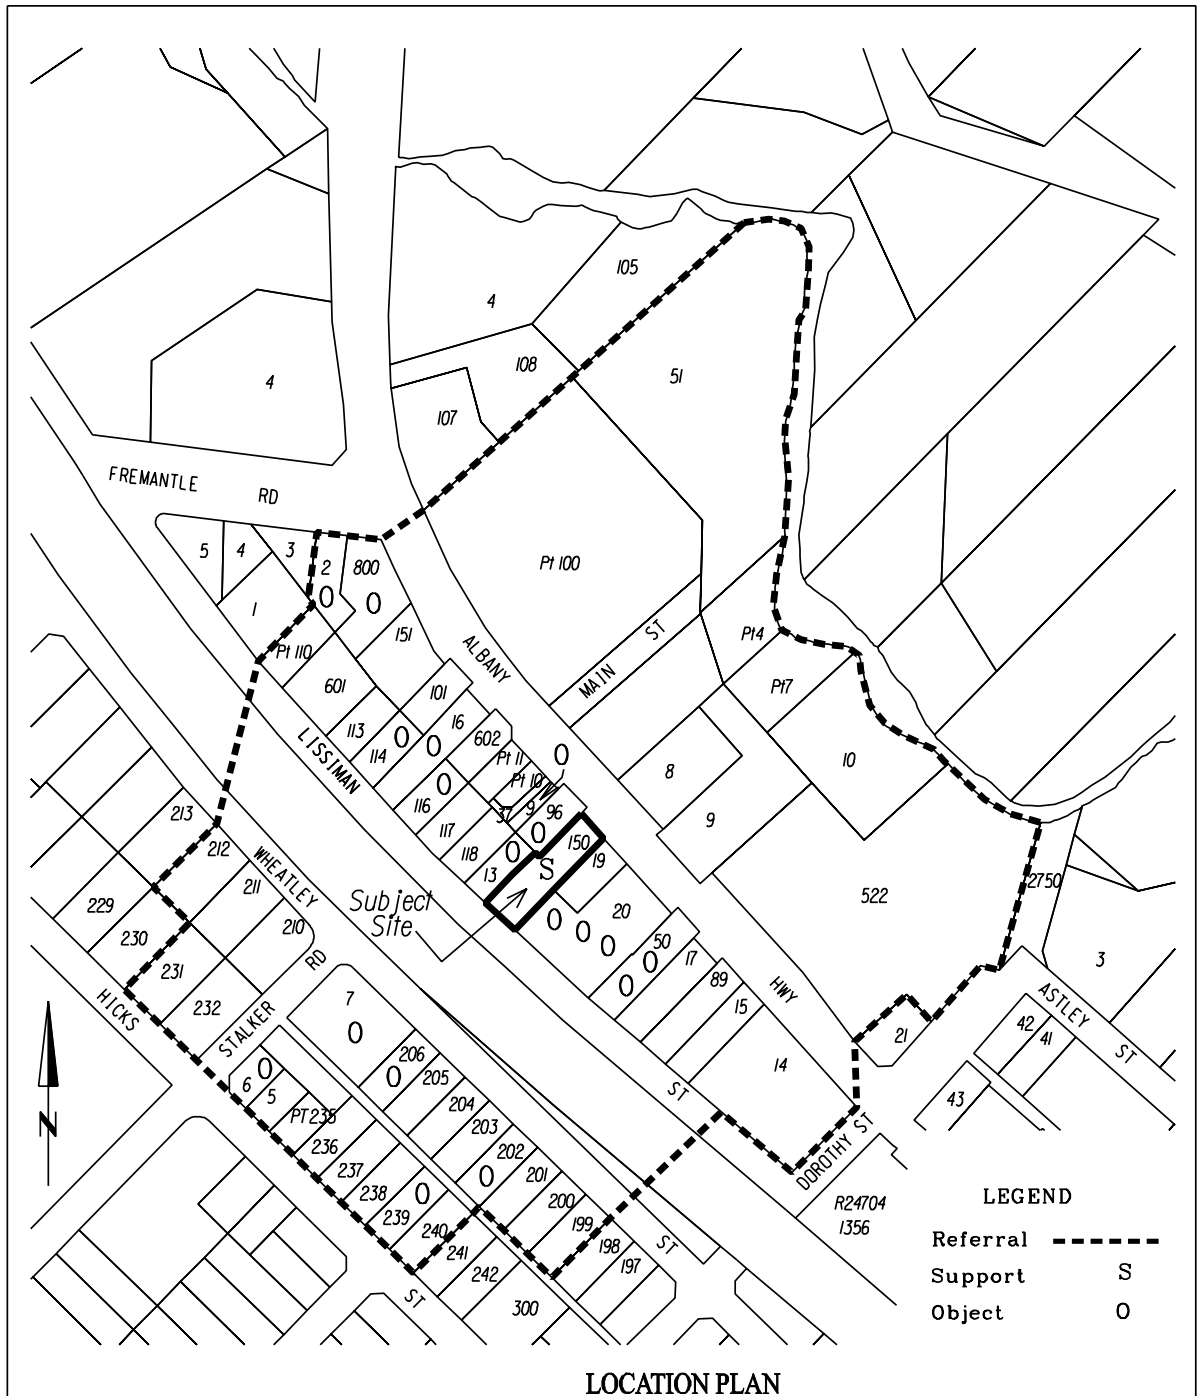 105
4
108
51
4
107
FREMANTLE RD
5
4
3
2
800
O
O
1
151
Pt 110
Pt 100
MAIN ST
Pt4
Pt7
ALBANY HWY
601
101
113
16
114
O
O
602
Pt 11
O
Pt 10
O
116
37
9
96
O
117
118
O
13
150
S
19
8
9
10
LISSIMAN ST
213
212
211
210
WHEATLEY ST
Subject
Site
O
O
O
20
50
O
O
17
89
15
14
522
2750
3
229
230
231
232
HICKS ST
STALKER RD
7
O
21
42
41
ASTLEY ST
43
O
6
5
PT 235
236
237
238
239
O
240
241
242
300
206
O
205
204
203
202
O
201
200
199
198
197
DOROTHY ST
R24704
1356
N
LEGEND
Referral
Support S
Object O
LOCATION PLAN